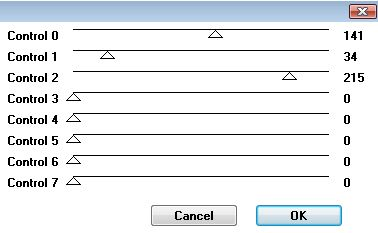 Control 0 141
Control 1 34
Control 2 215
Control 3 0
Control 4 0
Control 5 0
Control 6 0
Control 7 0
Cancel OK